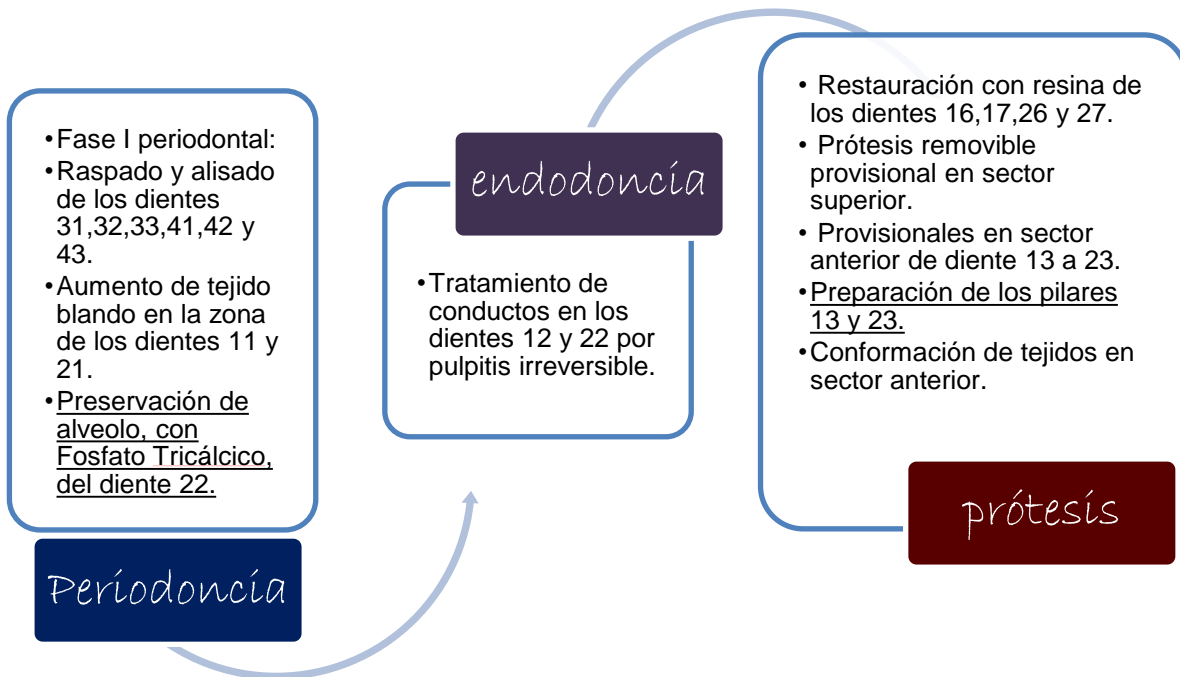 •Fase I periodontal:
•Raspado y alisado
de los dientes
31,32,33,41,42 y
43.
•Aumento de tejido
blando en la zona
de los dientes 11 y
21.
•Preservación de
alveolo, con
Fosfato Tricálcico,
del diente 22.
Periodoncia
endodoncia
•Tratamiento de
conductos en los
dientes 12 y 22 por
pulpitis irreversible.
• Restauración con resina de
los dientes 16,17,26 y 27.
• Prótesis removible
provisional en sector
superior.
• Provisionales en sector
anterior de diente 13 a 23.
•Preparación de los pilares
13 y 23.
•Conformación de tejidos en
sector anterior.
prótesis